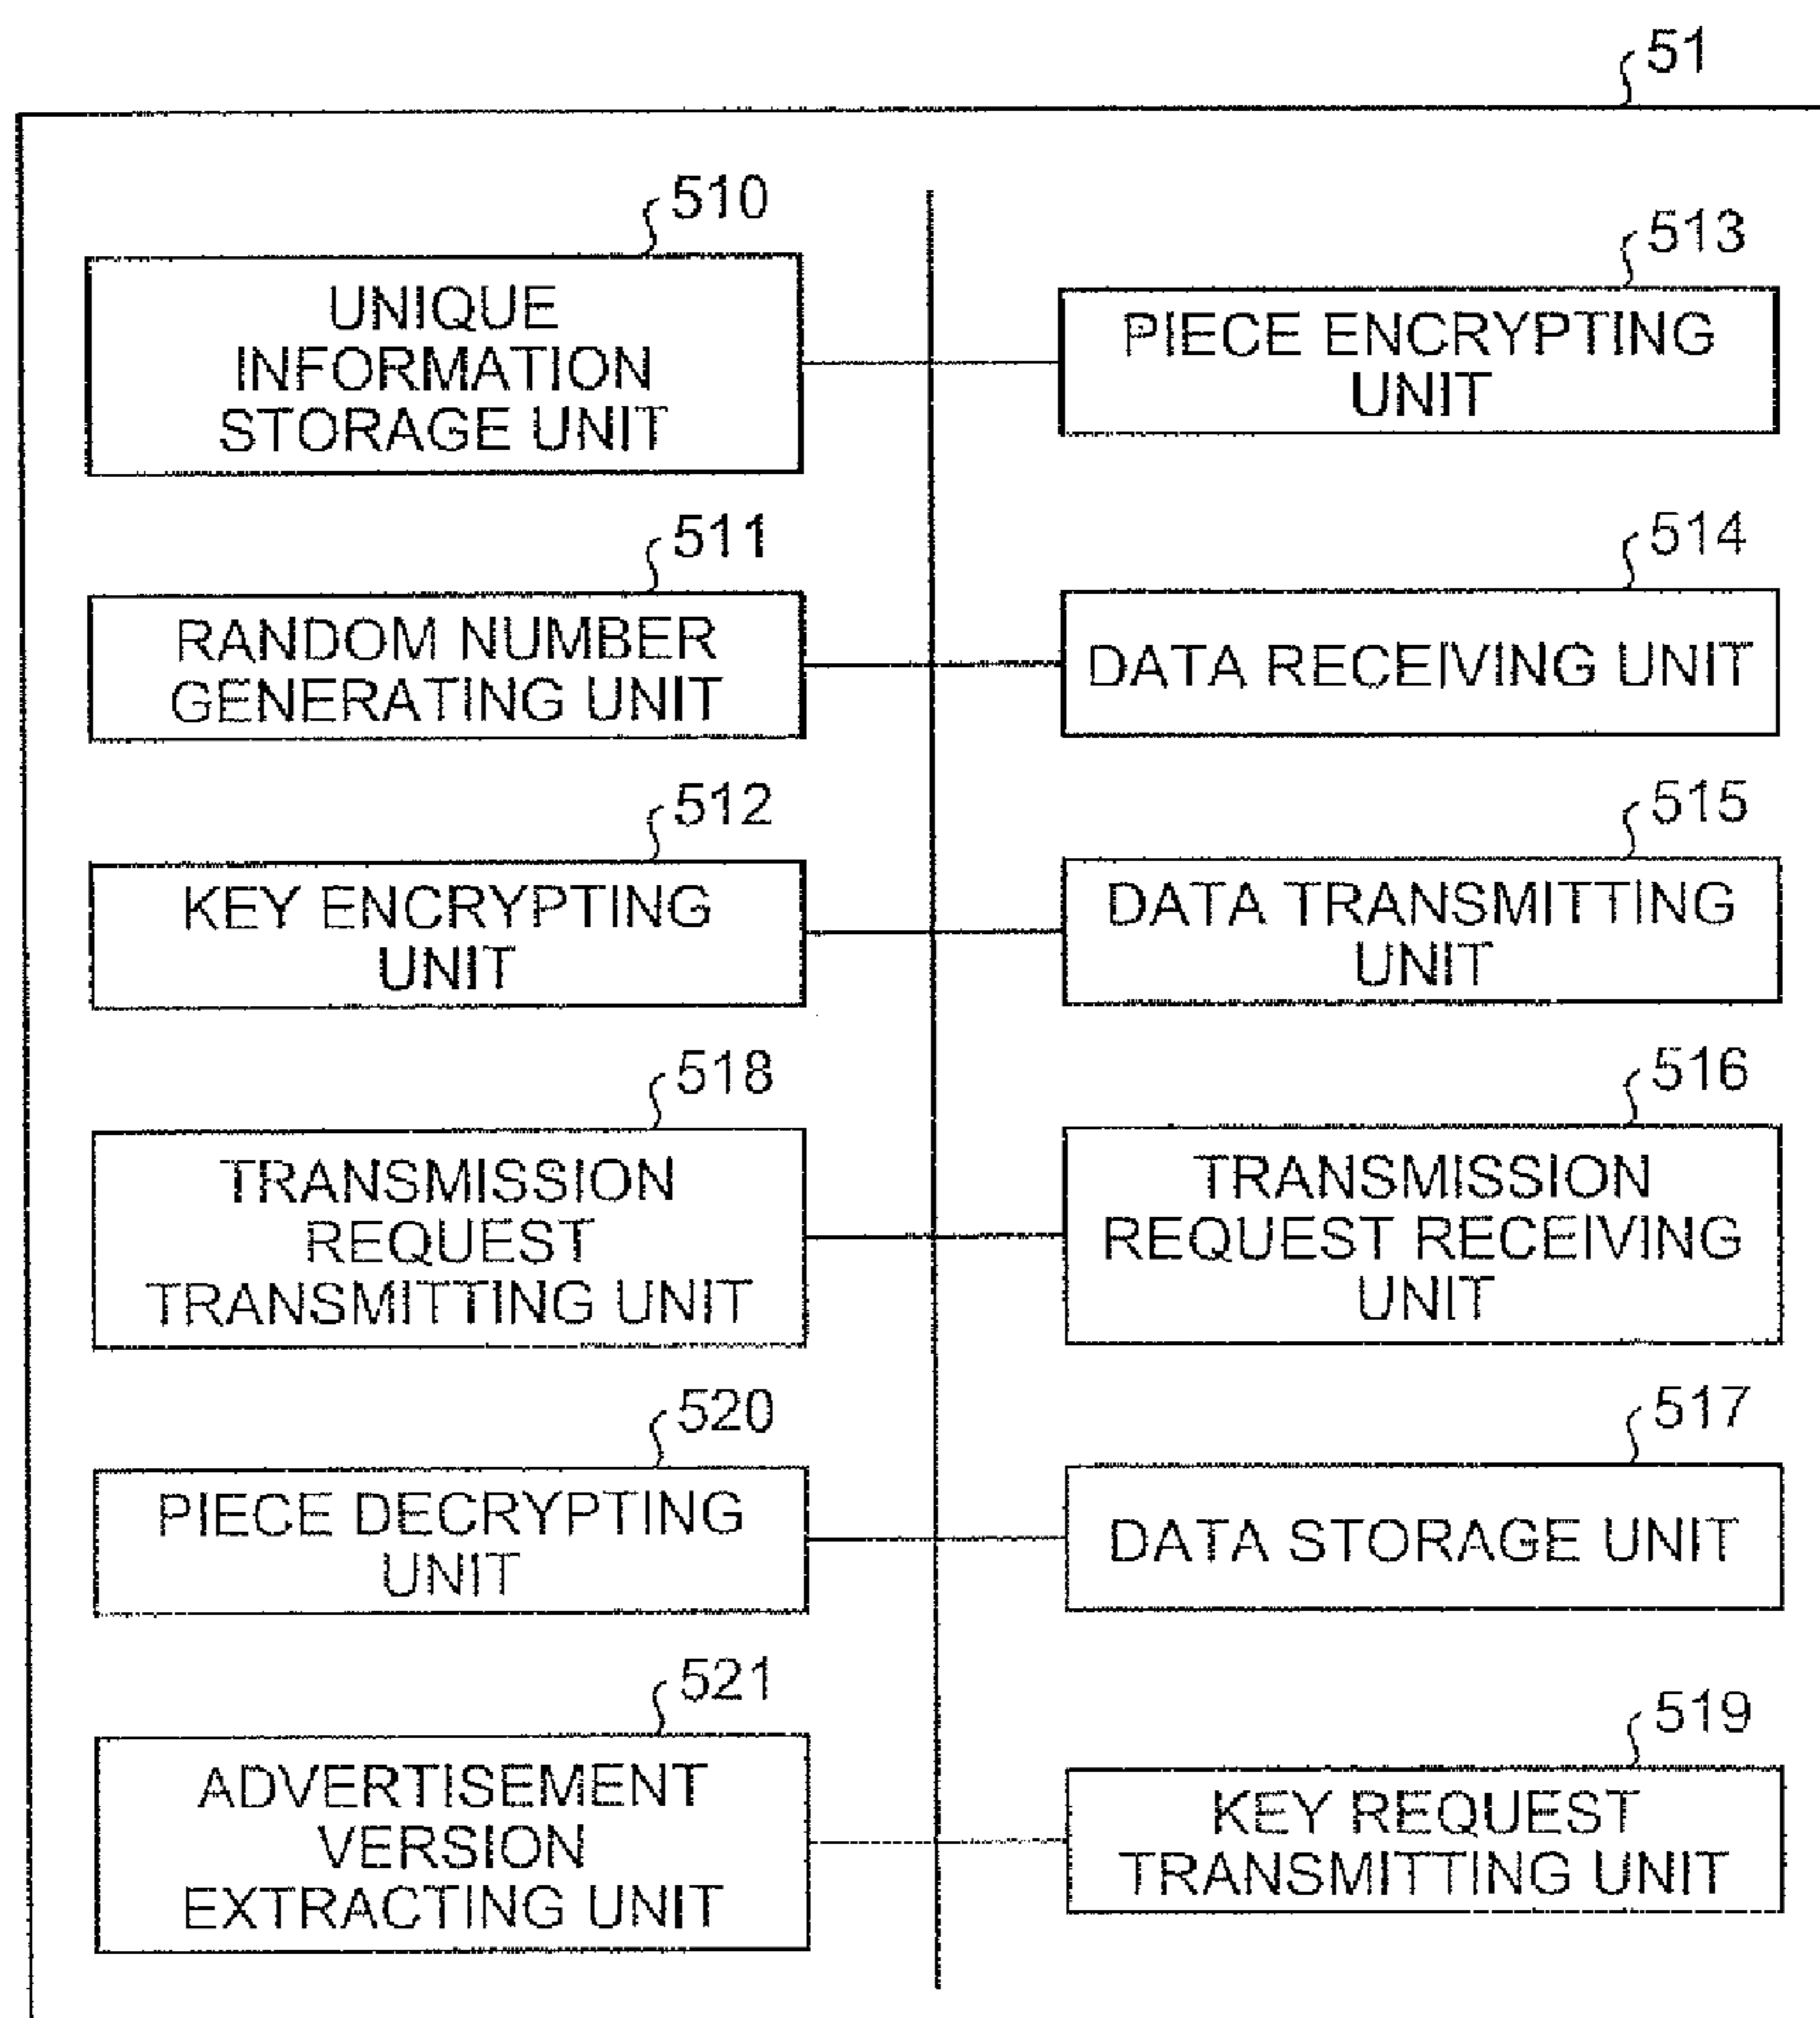 51
510
UNIQUE
INFORMATION
STORAGE UNIT
513
PIECE ENCRYPTING
UNIT
511
RANDOM NUMBER
GENERATING UNIT
514
DATA RECEIVING UNIT
512
KEY ENCRYPTING
UNIT
515
DATA TRANSMITTING
UNIT
518
TRANSMISSION
REQUEST
TRANSMITTING UNIT
516
TRANSMISSION
REQUEST RECEIVING
UNIT
520
PIECE DECRYPTING
UNIT
517
DATA STORAGE UNIT
521
ADVERTISEMENT
VERSION
EXTRACTING UNIT
519
KEY REQUEST
TRANSMITTING UNIT